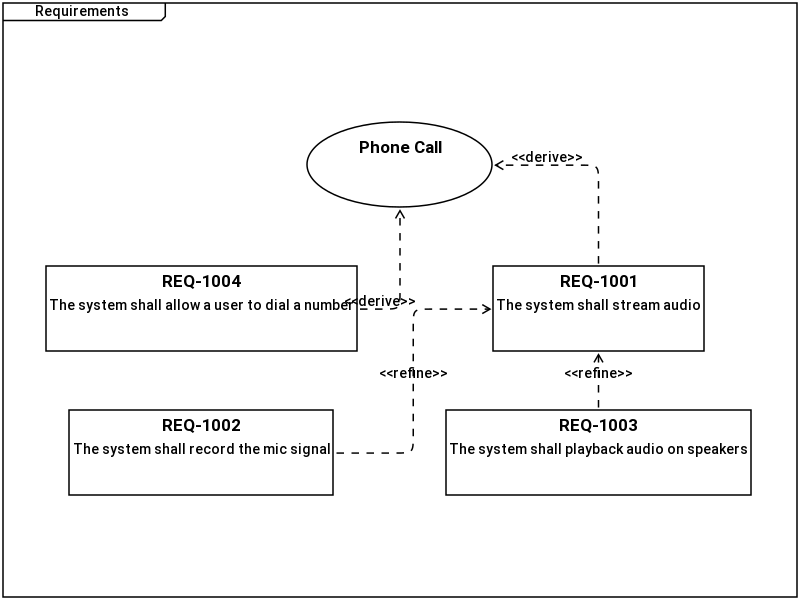 Requirements
Phone Call
<<derive>>
REQ-1004
The system shall allow a user to dial a number
<<derive>>
REQ-1001
The system shall stream audio
<<refine>>
<<refine>>
REQ-1002
The system shall record the mic signal
REQ-1003
The system shall playback audio on speakers